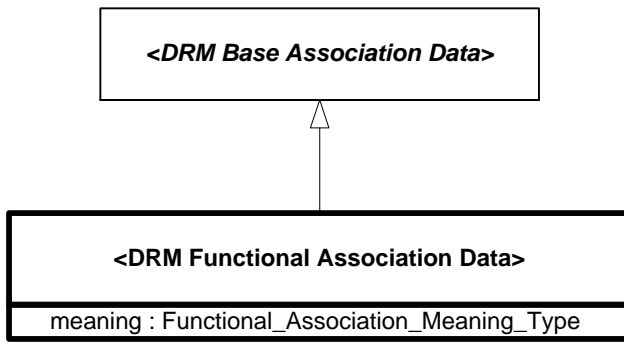 <DRM Base Association Data>
<DRM Functional Association Data>
meaning : Functional_Association_Meaning_Type